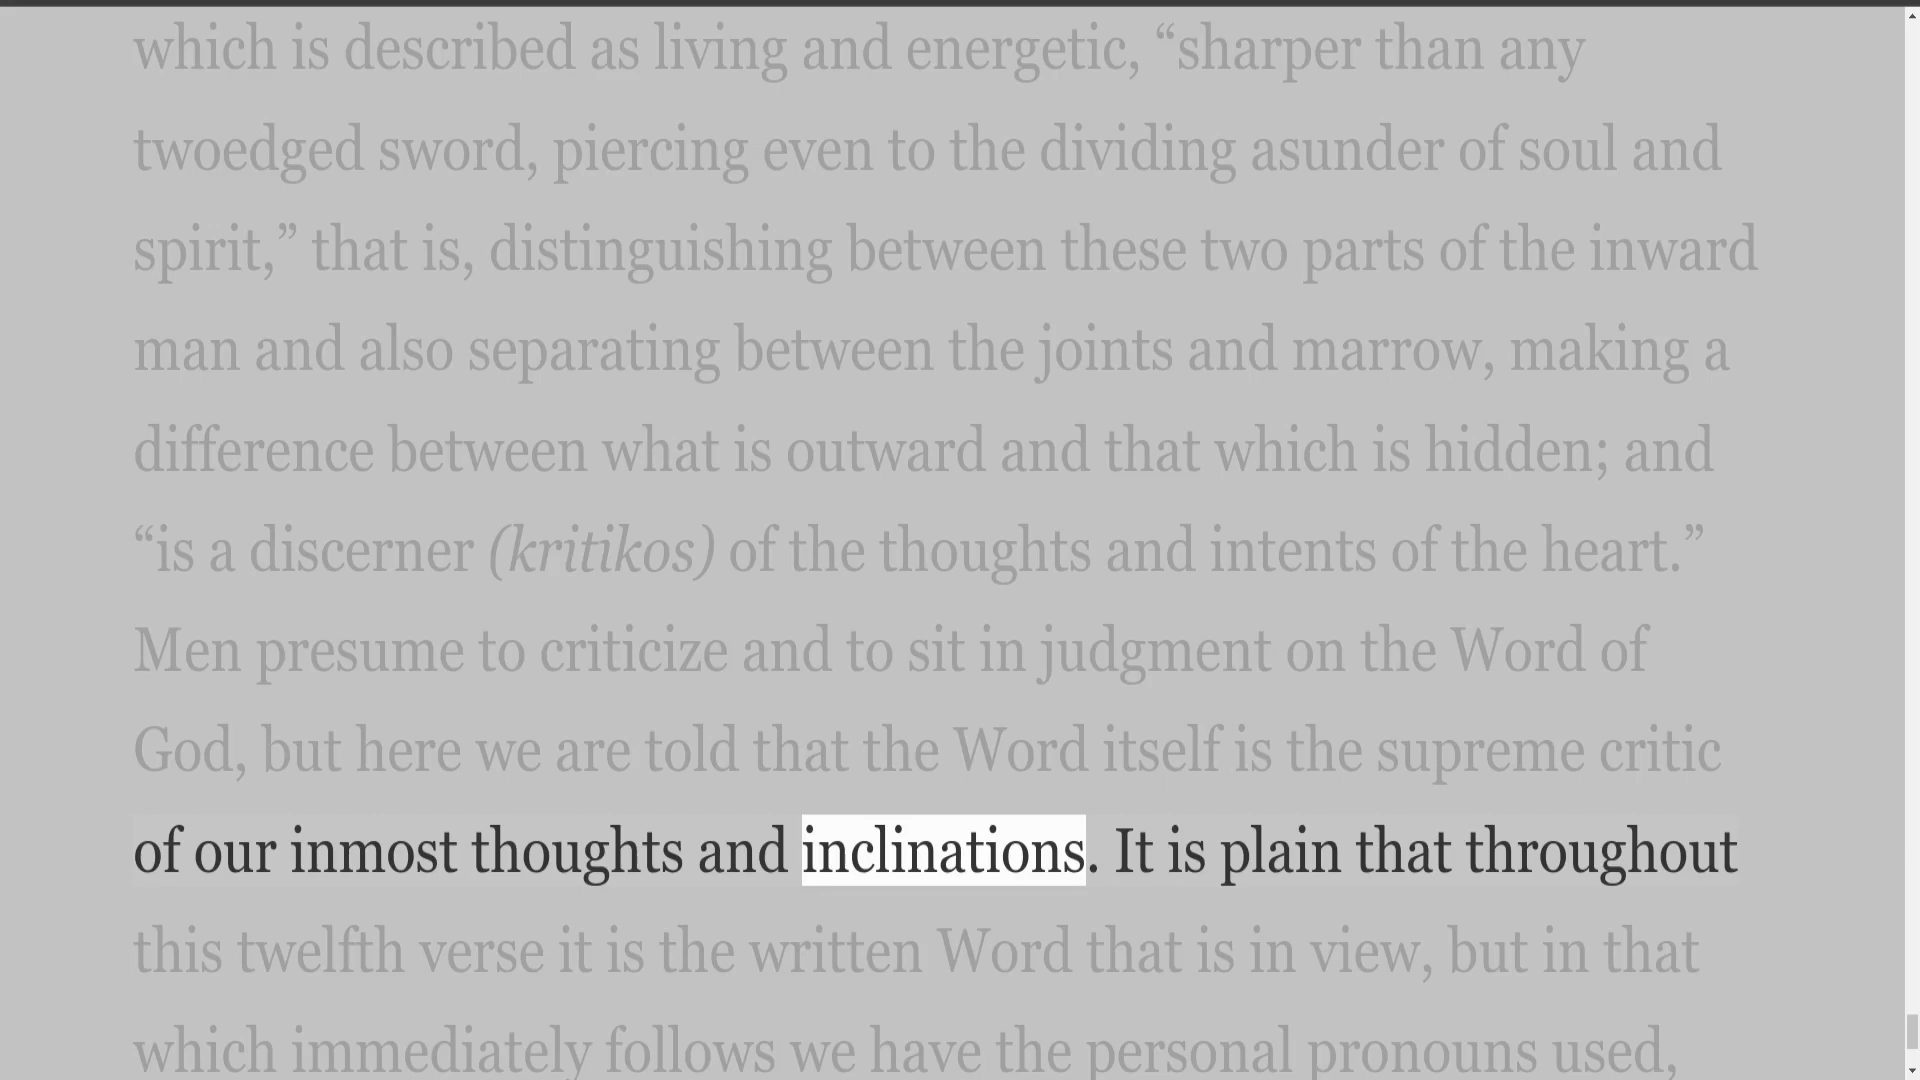 which is described as living and energetic, “sharper than any
twoedged sword, piercing even to the dividing asunder of soul and
spirit,” that is, distinguishing between these two parts of the inward
man and also separating between the joints and marrow, making a
difference between what is outward and that which is hidden; and
“is a discerner (kritikos) of the thoughts and intents of the heart.”
Men presume to criticize and to sit in judgment on the Word of
God, but here we are told that the Word itself is the supreme critic
of our inmost thoughts and inclinations. It is plain that throughout
this twelfth verse it is the written Word that is in view, but in that
which immediately follows we have the personal pronouns used,